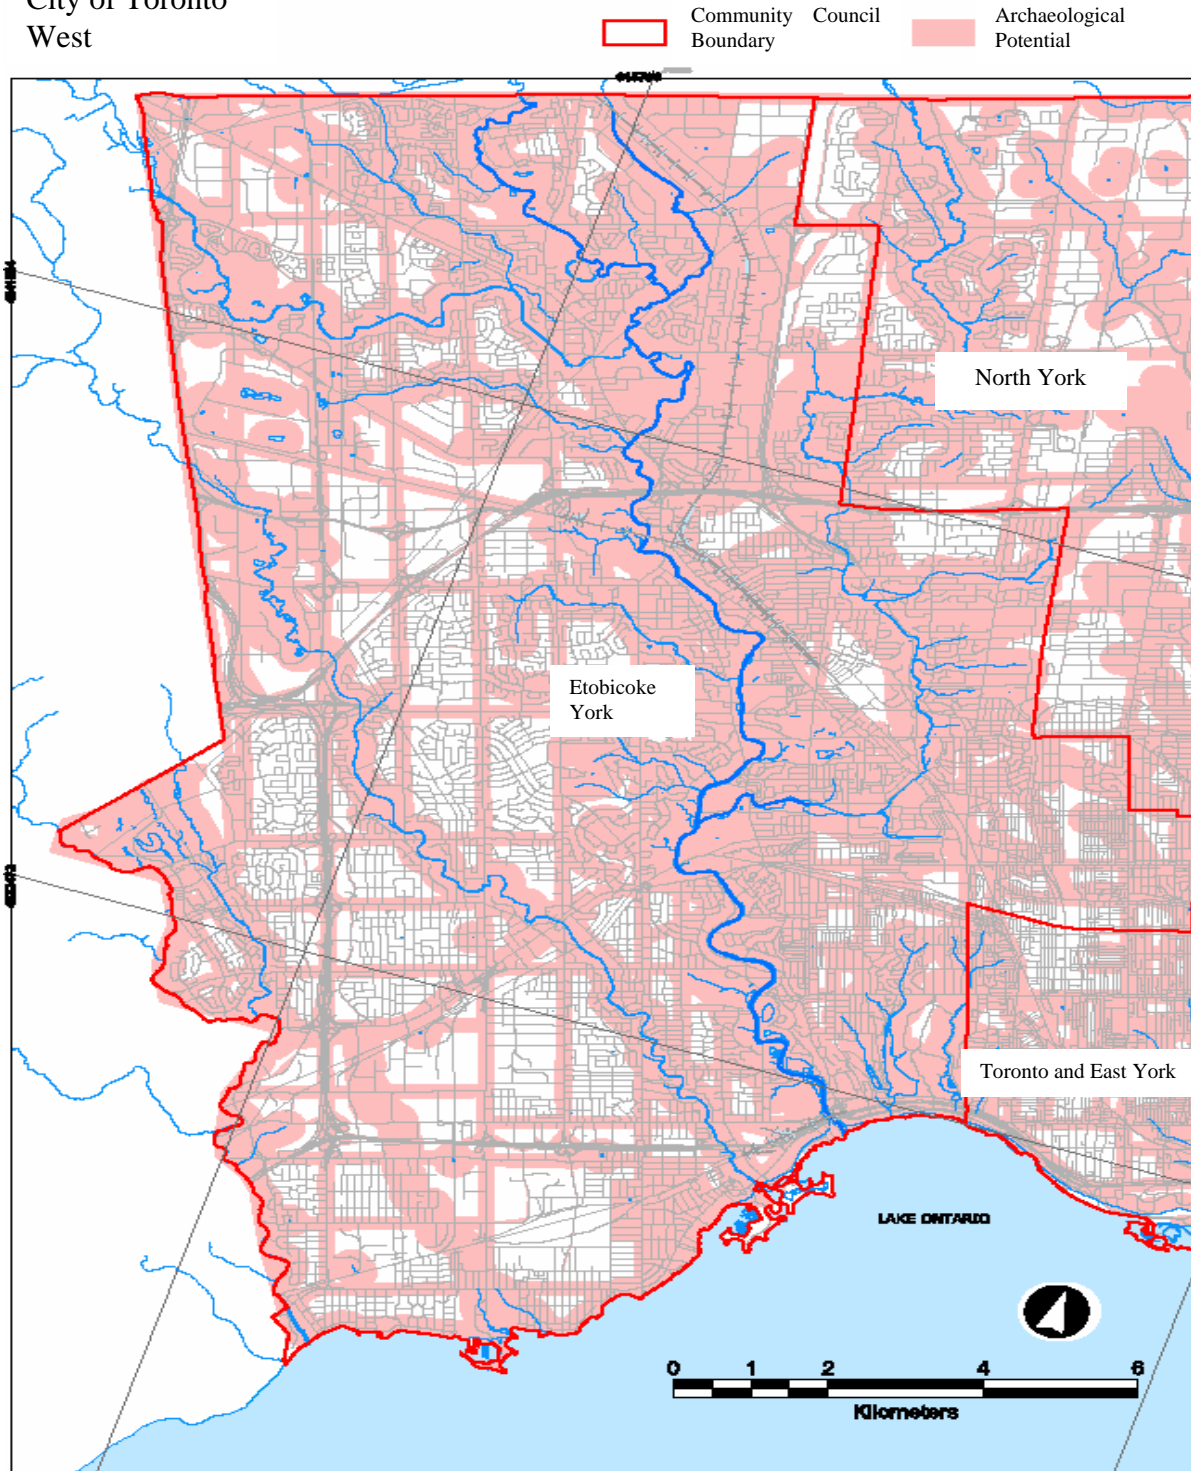 City of Toronto
West
Community Council
Boundary
Archaeological
Potential
North York
Etobicoke
York
Toronto and East York
LAKE ONTARIO
0 1 2 4 6
Kilometers